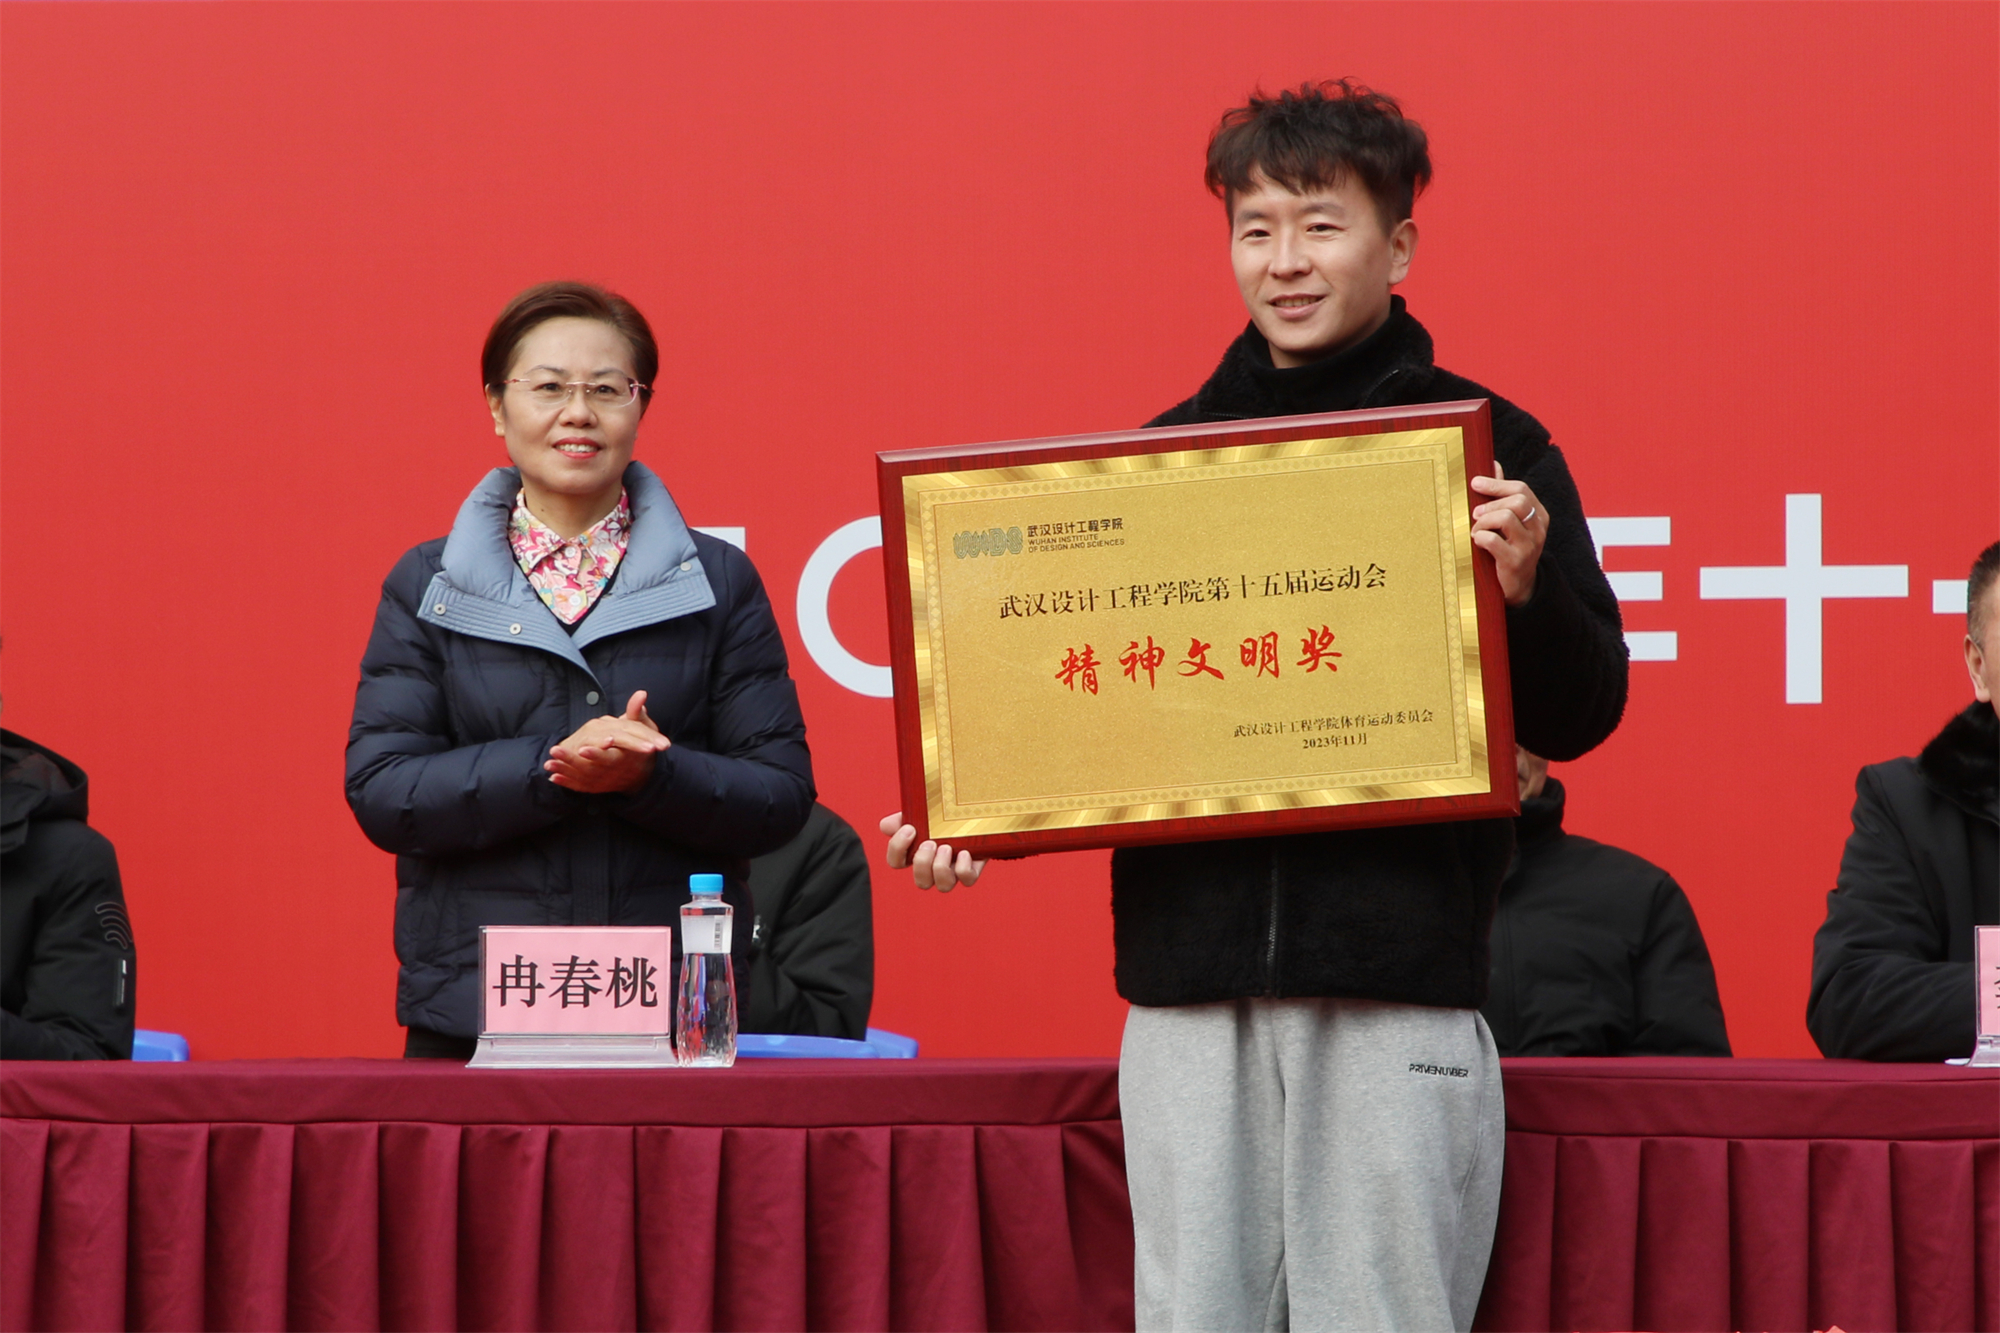 年十
武汉设计工程学院
WUHAN INSTITUTE
OF DESIGN AND SCIENCES
武汉设计工程学院第十五届运动会
精神文明奖
武汉设计工程学院体育运动委员会
2023年11月
冉春桃
PRIMENUMBER